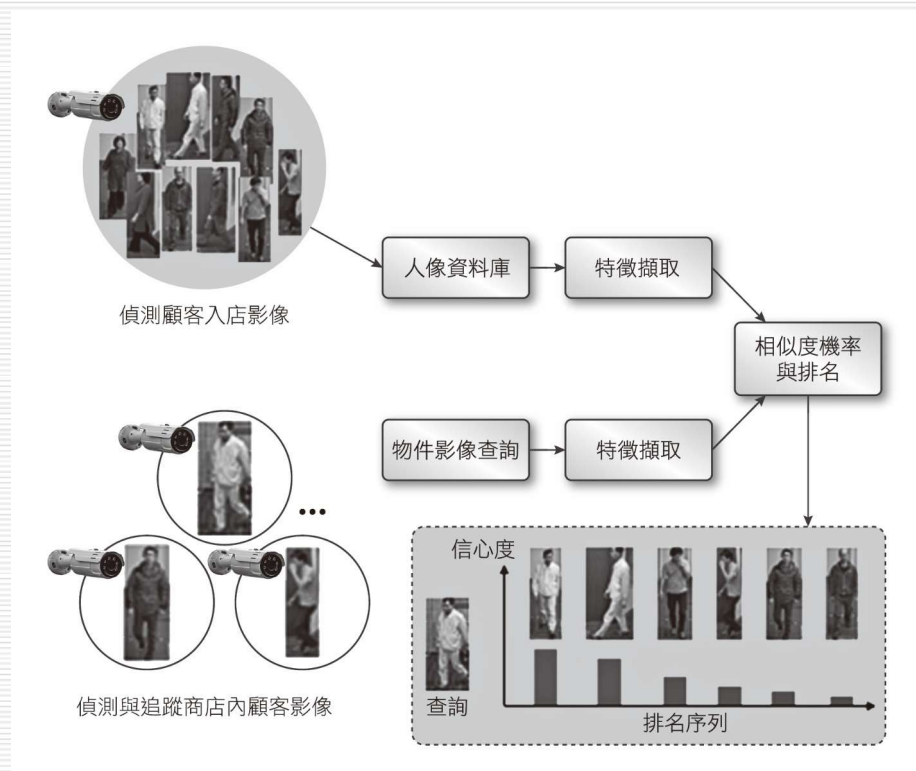 偵測顧客入店影像
人像資料庫
特徵擷取
相似度機率
與排名
物件影像查詢
特徵擷取
...
偵測與追蹤商店內顧客影像
信心度
查詢
排名序列